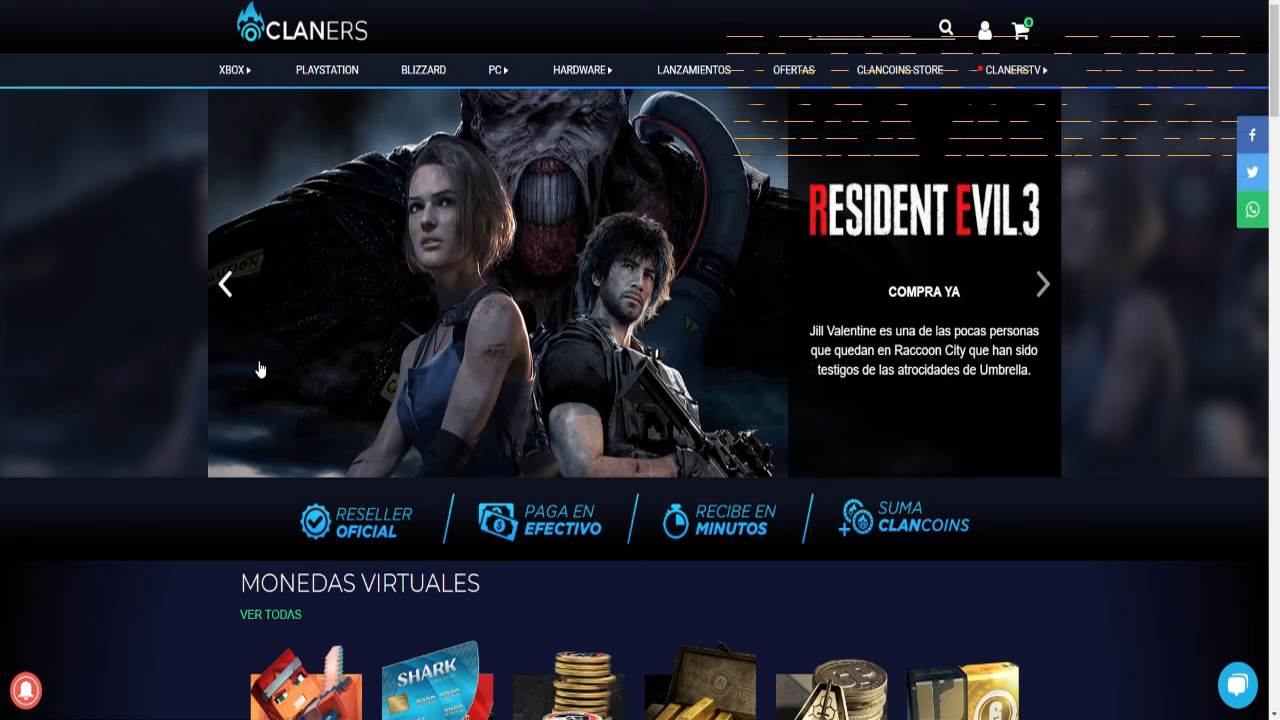 CLANERS
0
XBOX
PLAYSTATION
BLIZZARD
PC
HARDWARE
LANZAMIENTOS
OFERTAS
CLANCOINS STORE
CLANERSTV
RESIDENT EVIL 3
COMPRA YA
Jill Valentine es una de las pocas personas
que quedan en Raccoon City que han sido
testigos de las atrocidades de Umbrella.
RESELLER
OFICIAL
PAGA EN
EFECTIVO
RECIBE EN
MINUTOS
SUMA
CLANCOINS
MONEDAS VIRTUALES
VER TODAS
SHARK